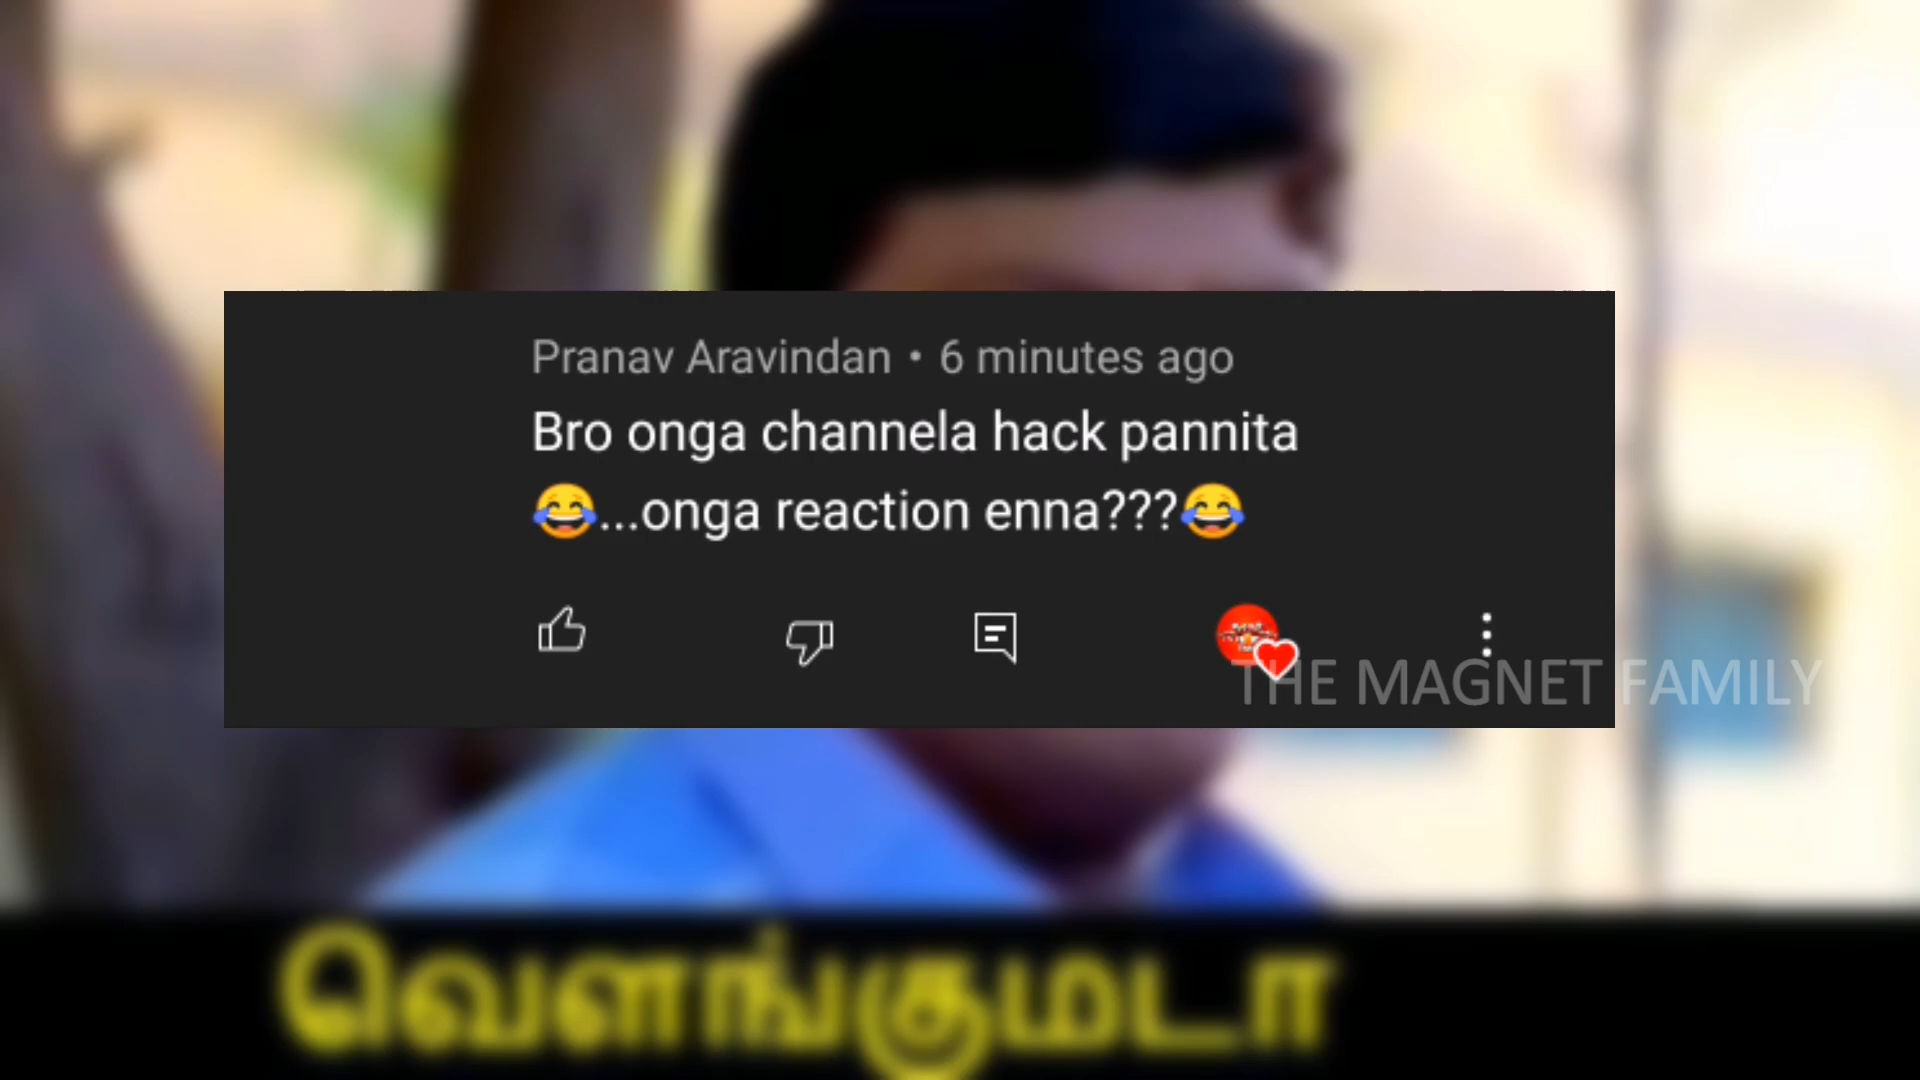 Pranav Aravindan • 6 minutes ago
Bro onga channela hack pannita
😂...onga reaction enna???😂
THE MAGNET FAMILY
வெளங்குமடா